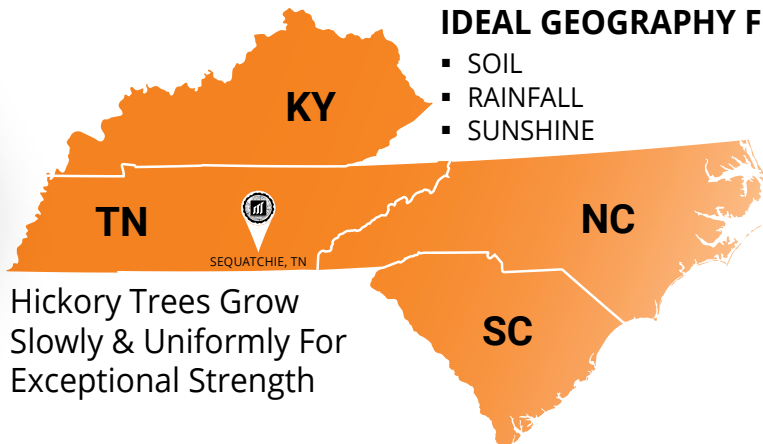 IDEAL GEOGRAPHY F
▪ SOIL
▪ RAINFALL
▪ SUNSHINE
KY
TN
NC
SEQUATCHIE, TN
SC
Hickory Trees Grow
Slowly & Uniformly For
Exceptional Strength